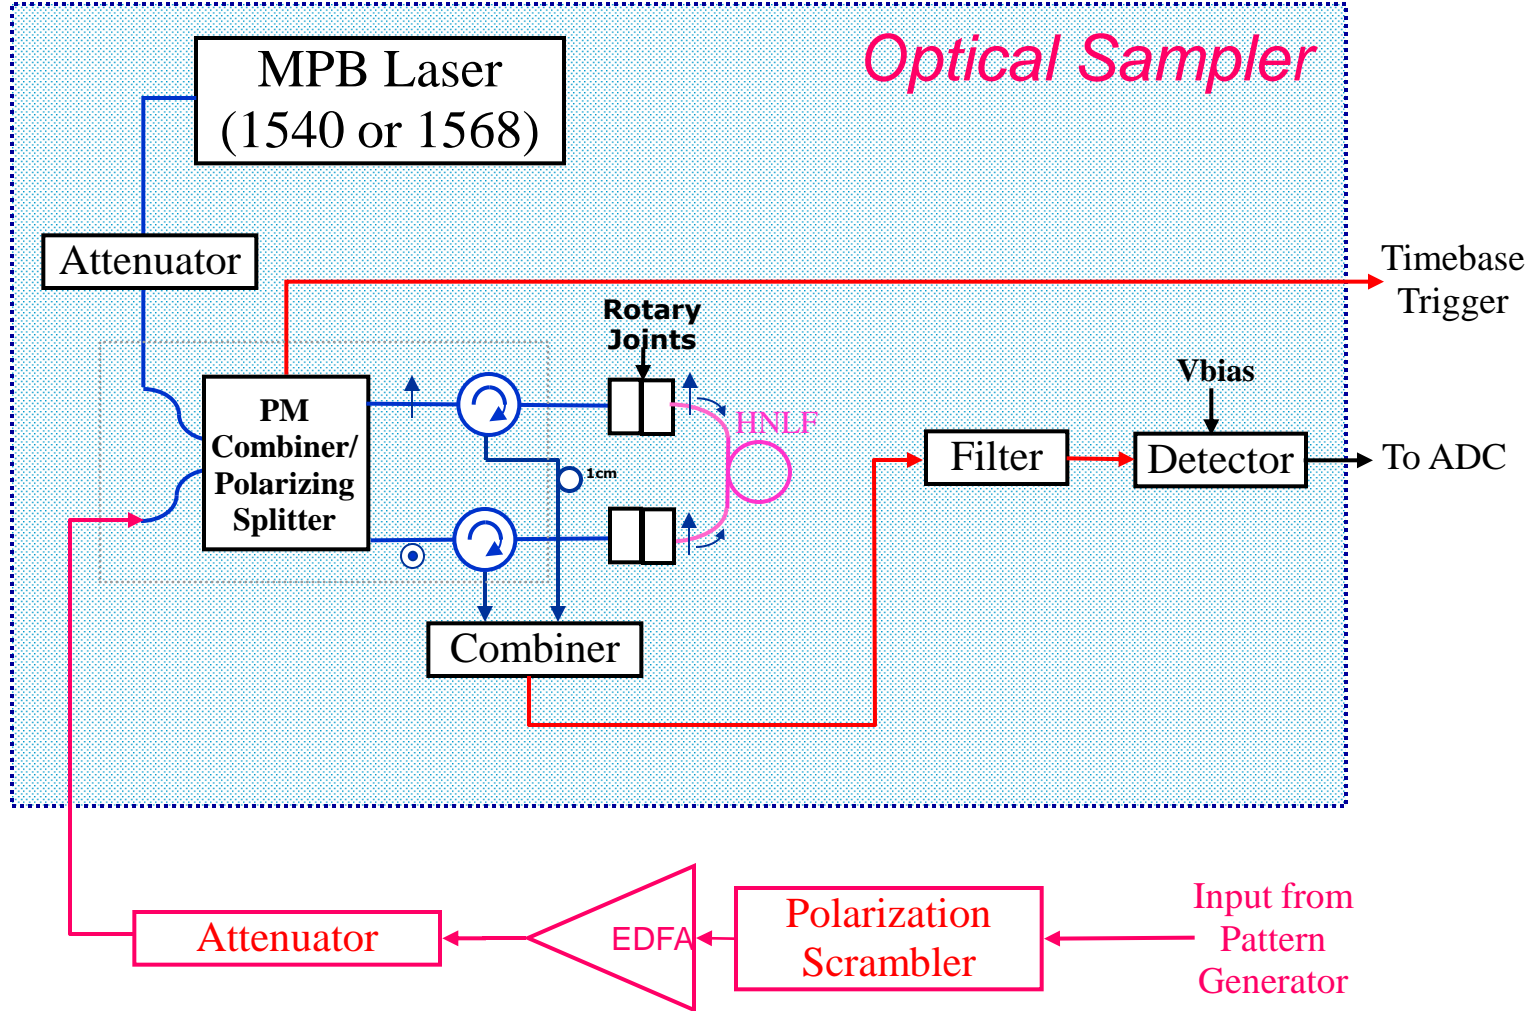 Optical Sampler
MPB Laser
(1540 or 1568)
Attenuator
Timebase
Trigger
Rotary
Joints
Vbias
PM
Combiner/
Polarizing
Splitter
HNLF
1cm
Filter
Detector
To ADC
Combiner
Attenuator
EDFA
Polarization
Scrambler
Input from
Pattern
Generator